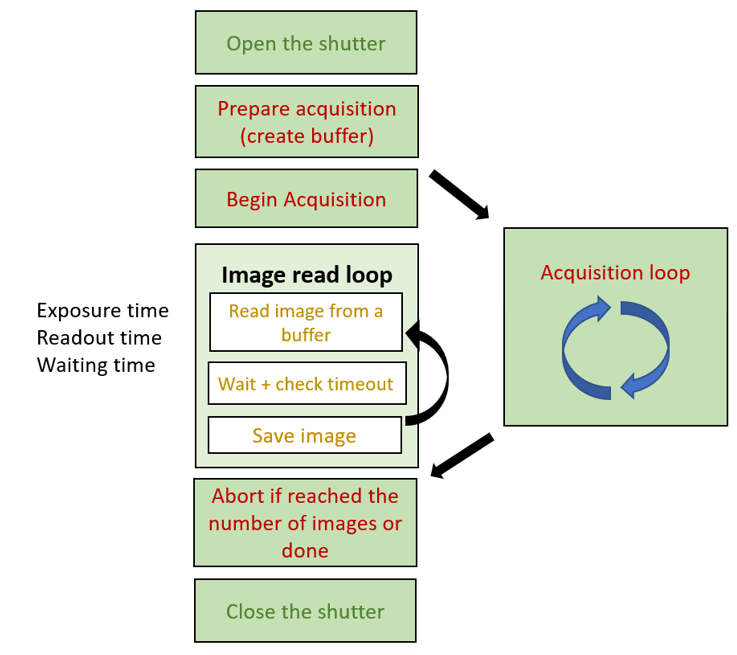 Open the shutter
Prepare acquisition
(create buffer)
Begin Acquisition
Image read loop
Read image from a
buffer
Wait + check timeout
Save image
Exposure time
Readout time
Waiting time
Acquisition loop
Abort if reached the
number of images or
done
Close the shutter